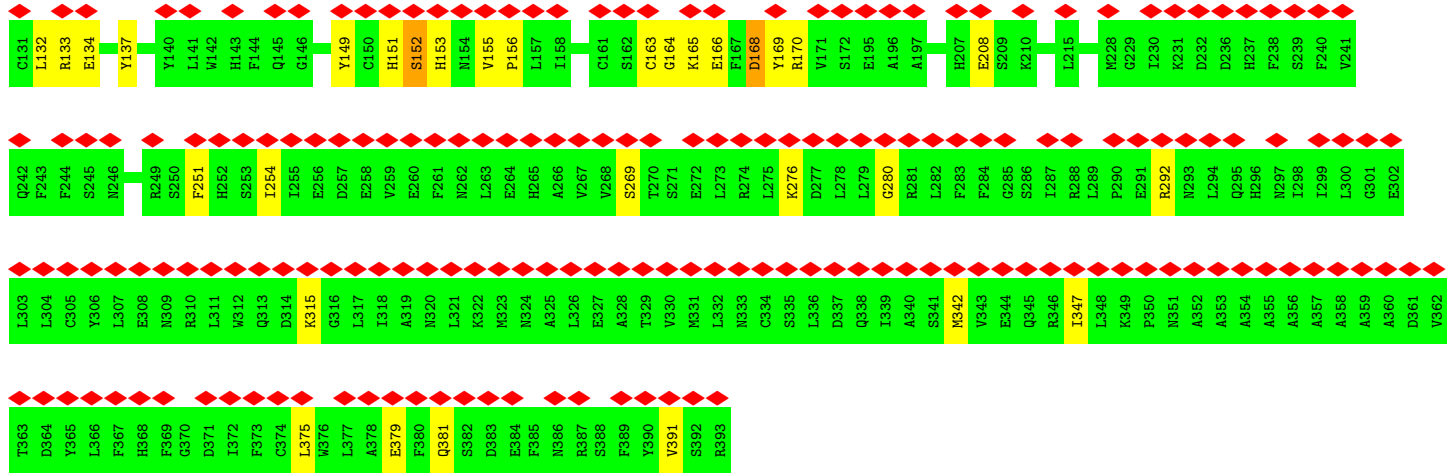 C131 L132 R133 E134 Y137 Y140 L141 W142 H143 F144 Q145 G146 Y149 C150 H151 S152 H153 N154 V155 P156 L157 I158 C161 S162 C163 G164 K165 E166 F167 D168 Y169 R170 V171 S172 E195 A196 A197 H207 E208 S209 K210 L215 M228 G229 I230 K231 D232 D236 H237 F238 S239 F240 V241
Q242 F243 F244 S245 N246 R249 S250 F251 H252 S253 I254 I255 E256 D257 E258 V259 E260 F261 N262 L263 E264 H265 A266 V267 V268 S269 T270 S271 E272 L273 R274 L275 K276 D277 L278 L279 G280 R281 L282 F283 F284 G285 S286 I287 R288 L289 P290 E291 R292 N293 L294 Q295 H296 N297 I298 I299 L300 G301 E302
L303 L304 C305 Y306 L307 E308 N309 R310 L311 W312 Q313 D314 K315 G316 L317 I318 A319 N320 L321 K322 M323 N324 A325 L326 E327 A328 T329 V330 M331 L332 N333 C334 S335 L336 D337 Q338 I339 A340 S341 M342 V343 E344 Q345 R346 I347 L348 K349 P350 N351 A352 A353 A354 A355 A356 A357 A358 A359 A360 D361 V362
T363 D364 Y365 L366 F367 H368 F369 G370 D371 I372 F373 C374 L375 W376 L377 A378 E379 F380 Q381 S382 D383 E384 F385 N386 R387 S388 F389 Y390 V391 S392 R393